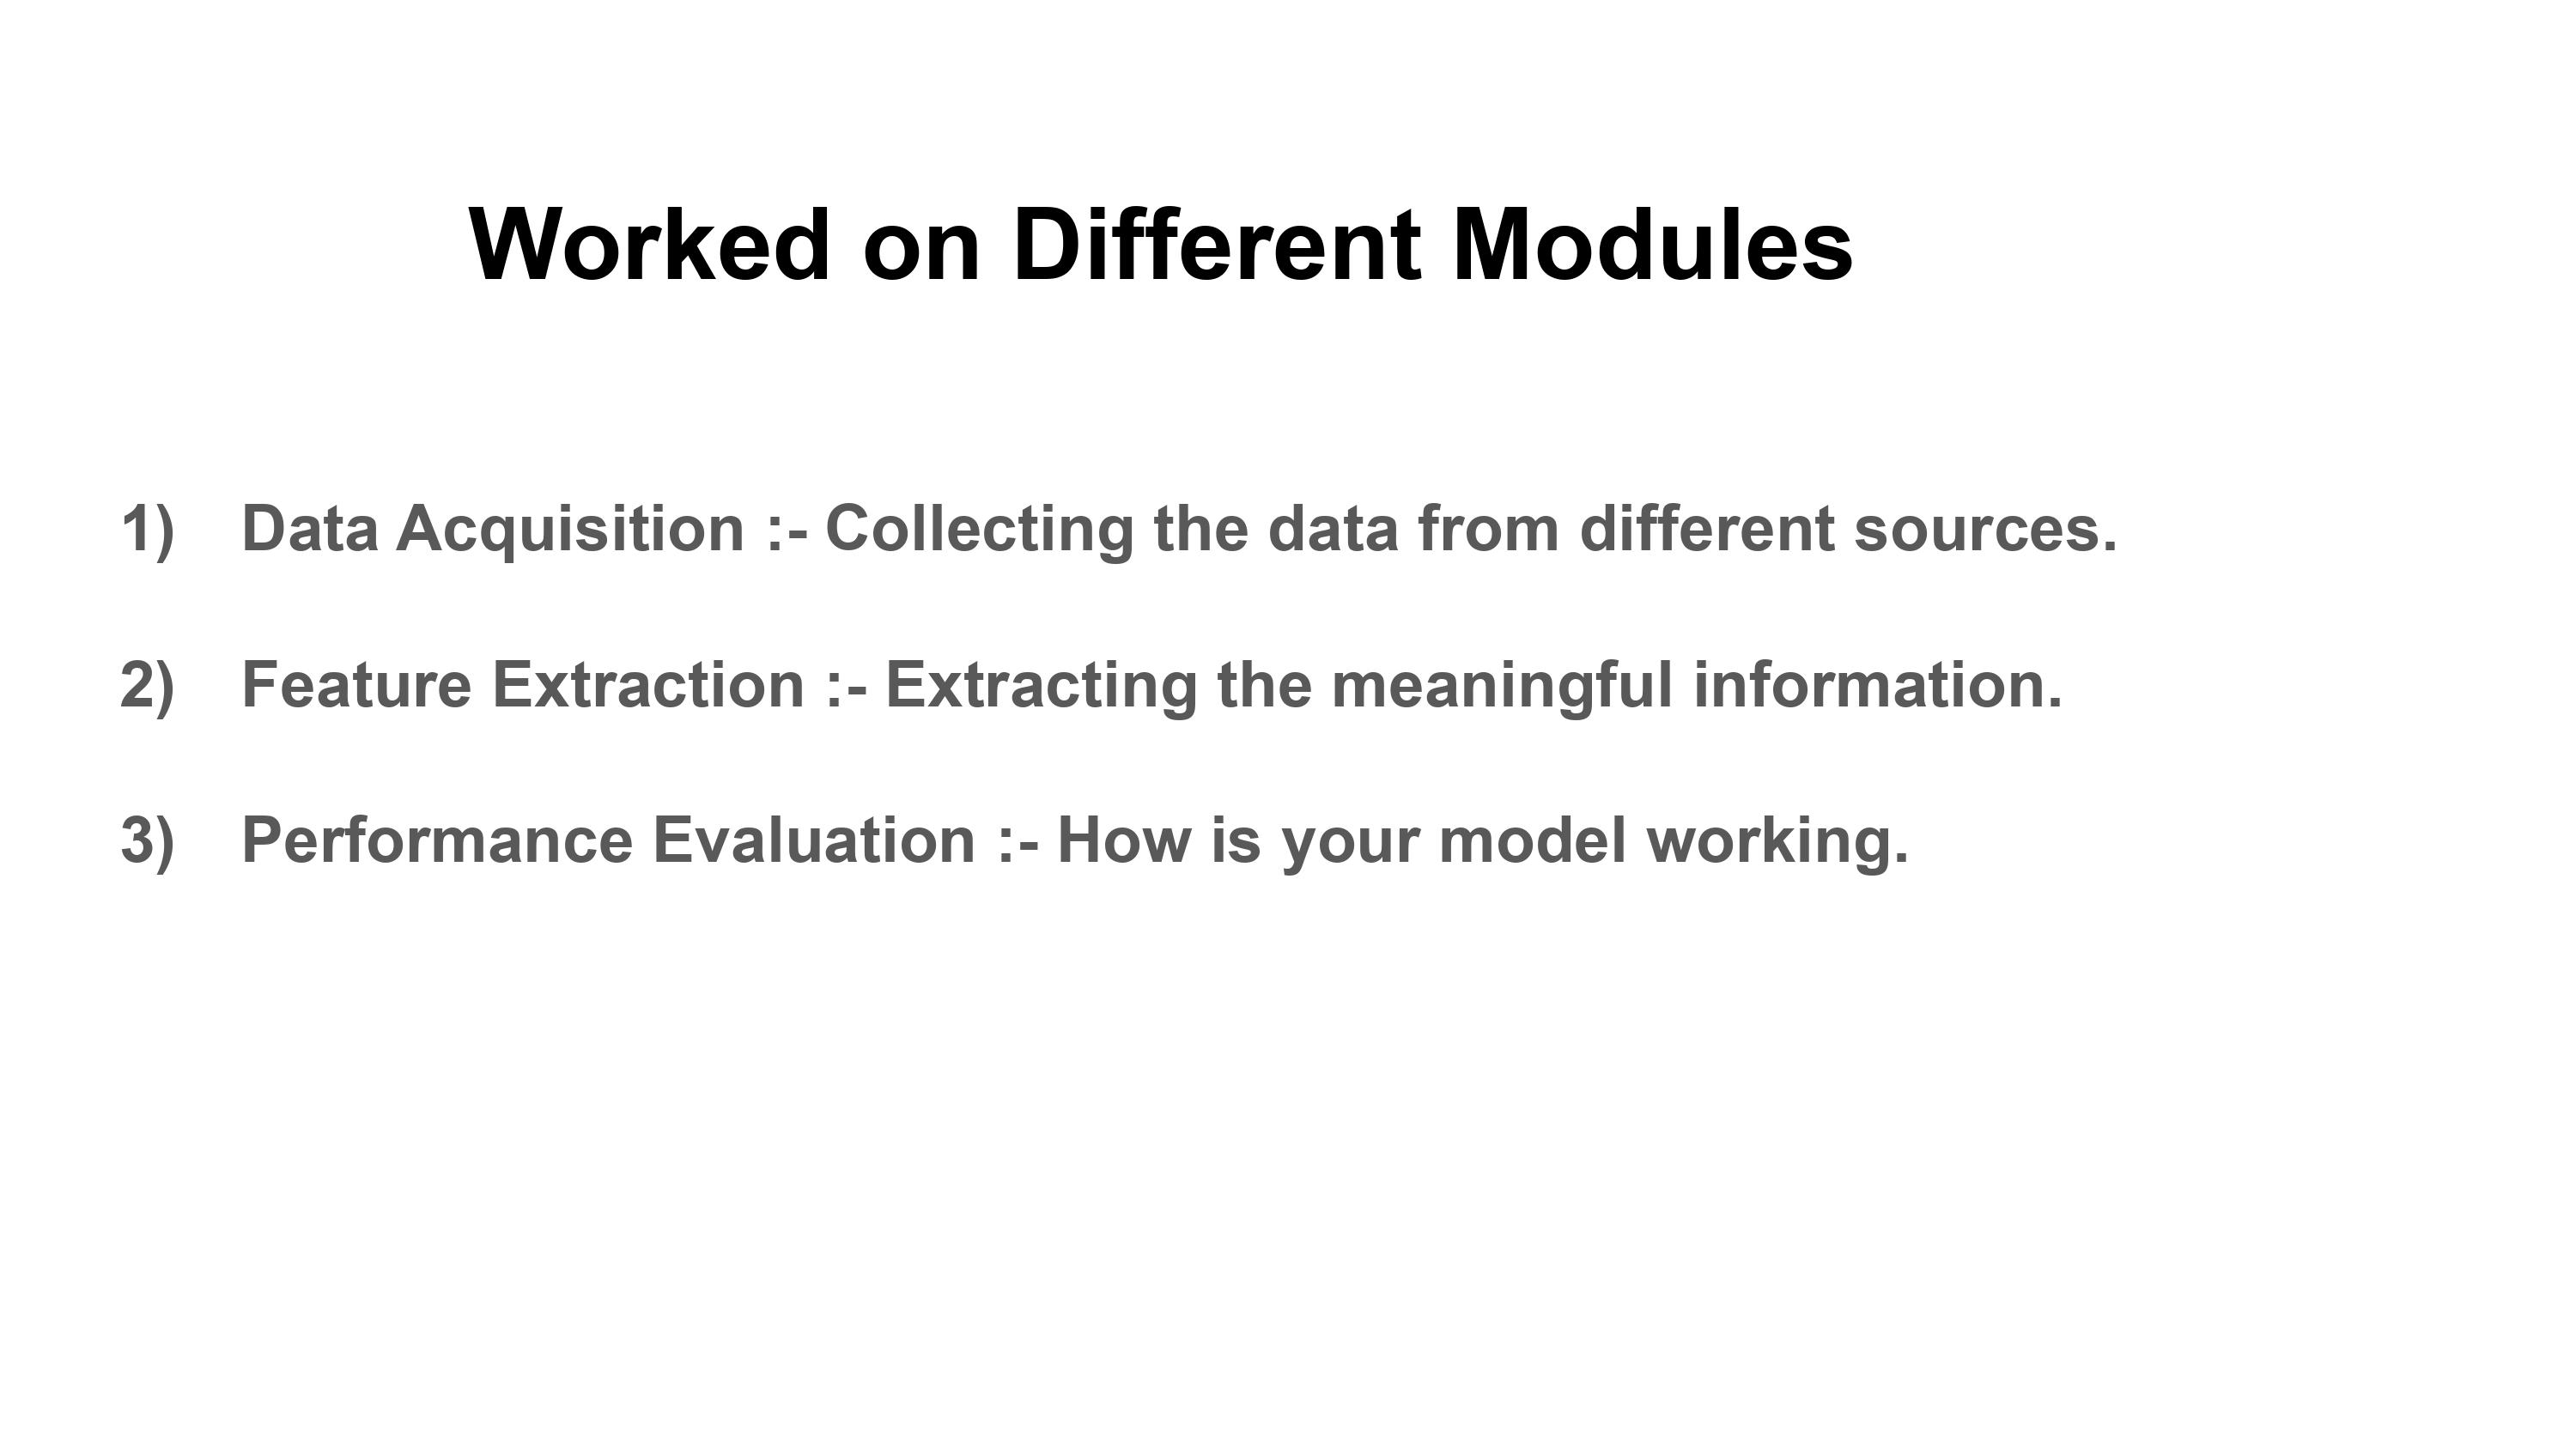 Worked on Different Modules
1) Data Acquisition :- Collecting the data from different sources.
2) Feature Extraction :- Extracting the meaningful information.
3) Performance Evaluation :- How is your model working.